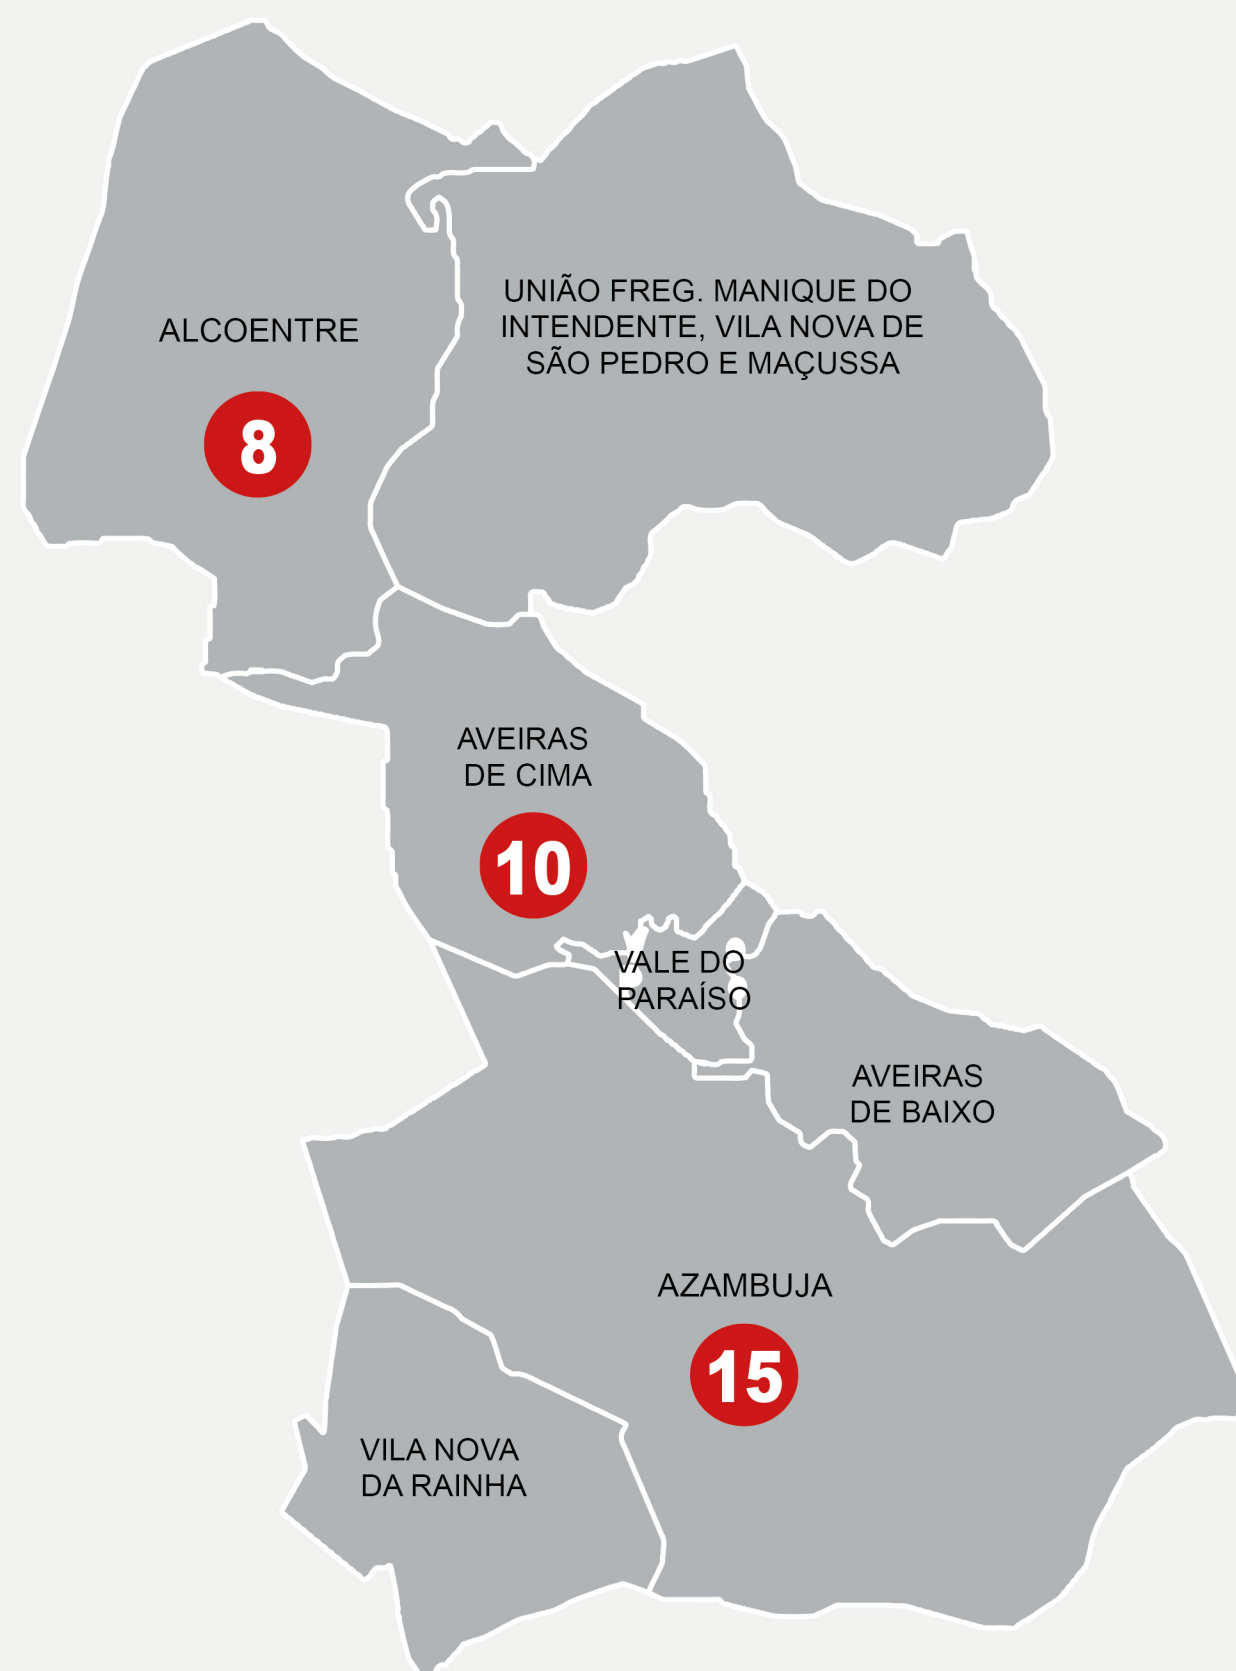 UNIÃO FREG. MANIQUE DO
INTENDENTE, VILA NOVA DE
SÃO PEDRO E MAÇUSSA
ALCOENTRE
8
AVEIRAS
DE CIMA
10
VALE DO
PARAÍSO
AVEIRAS
DE BAIXO
AZAMBUJA
15
VILA NOVA
DA RAINHA